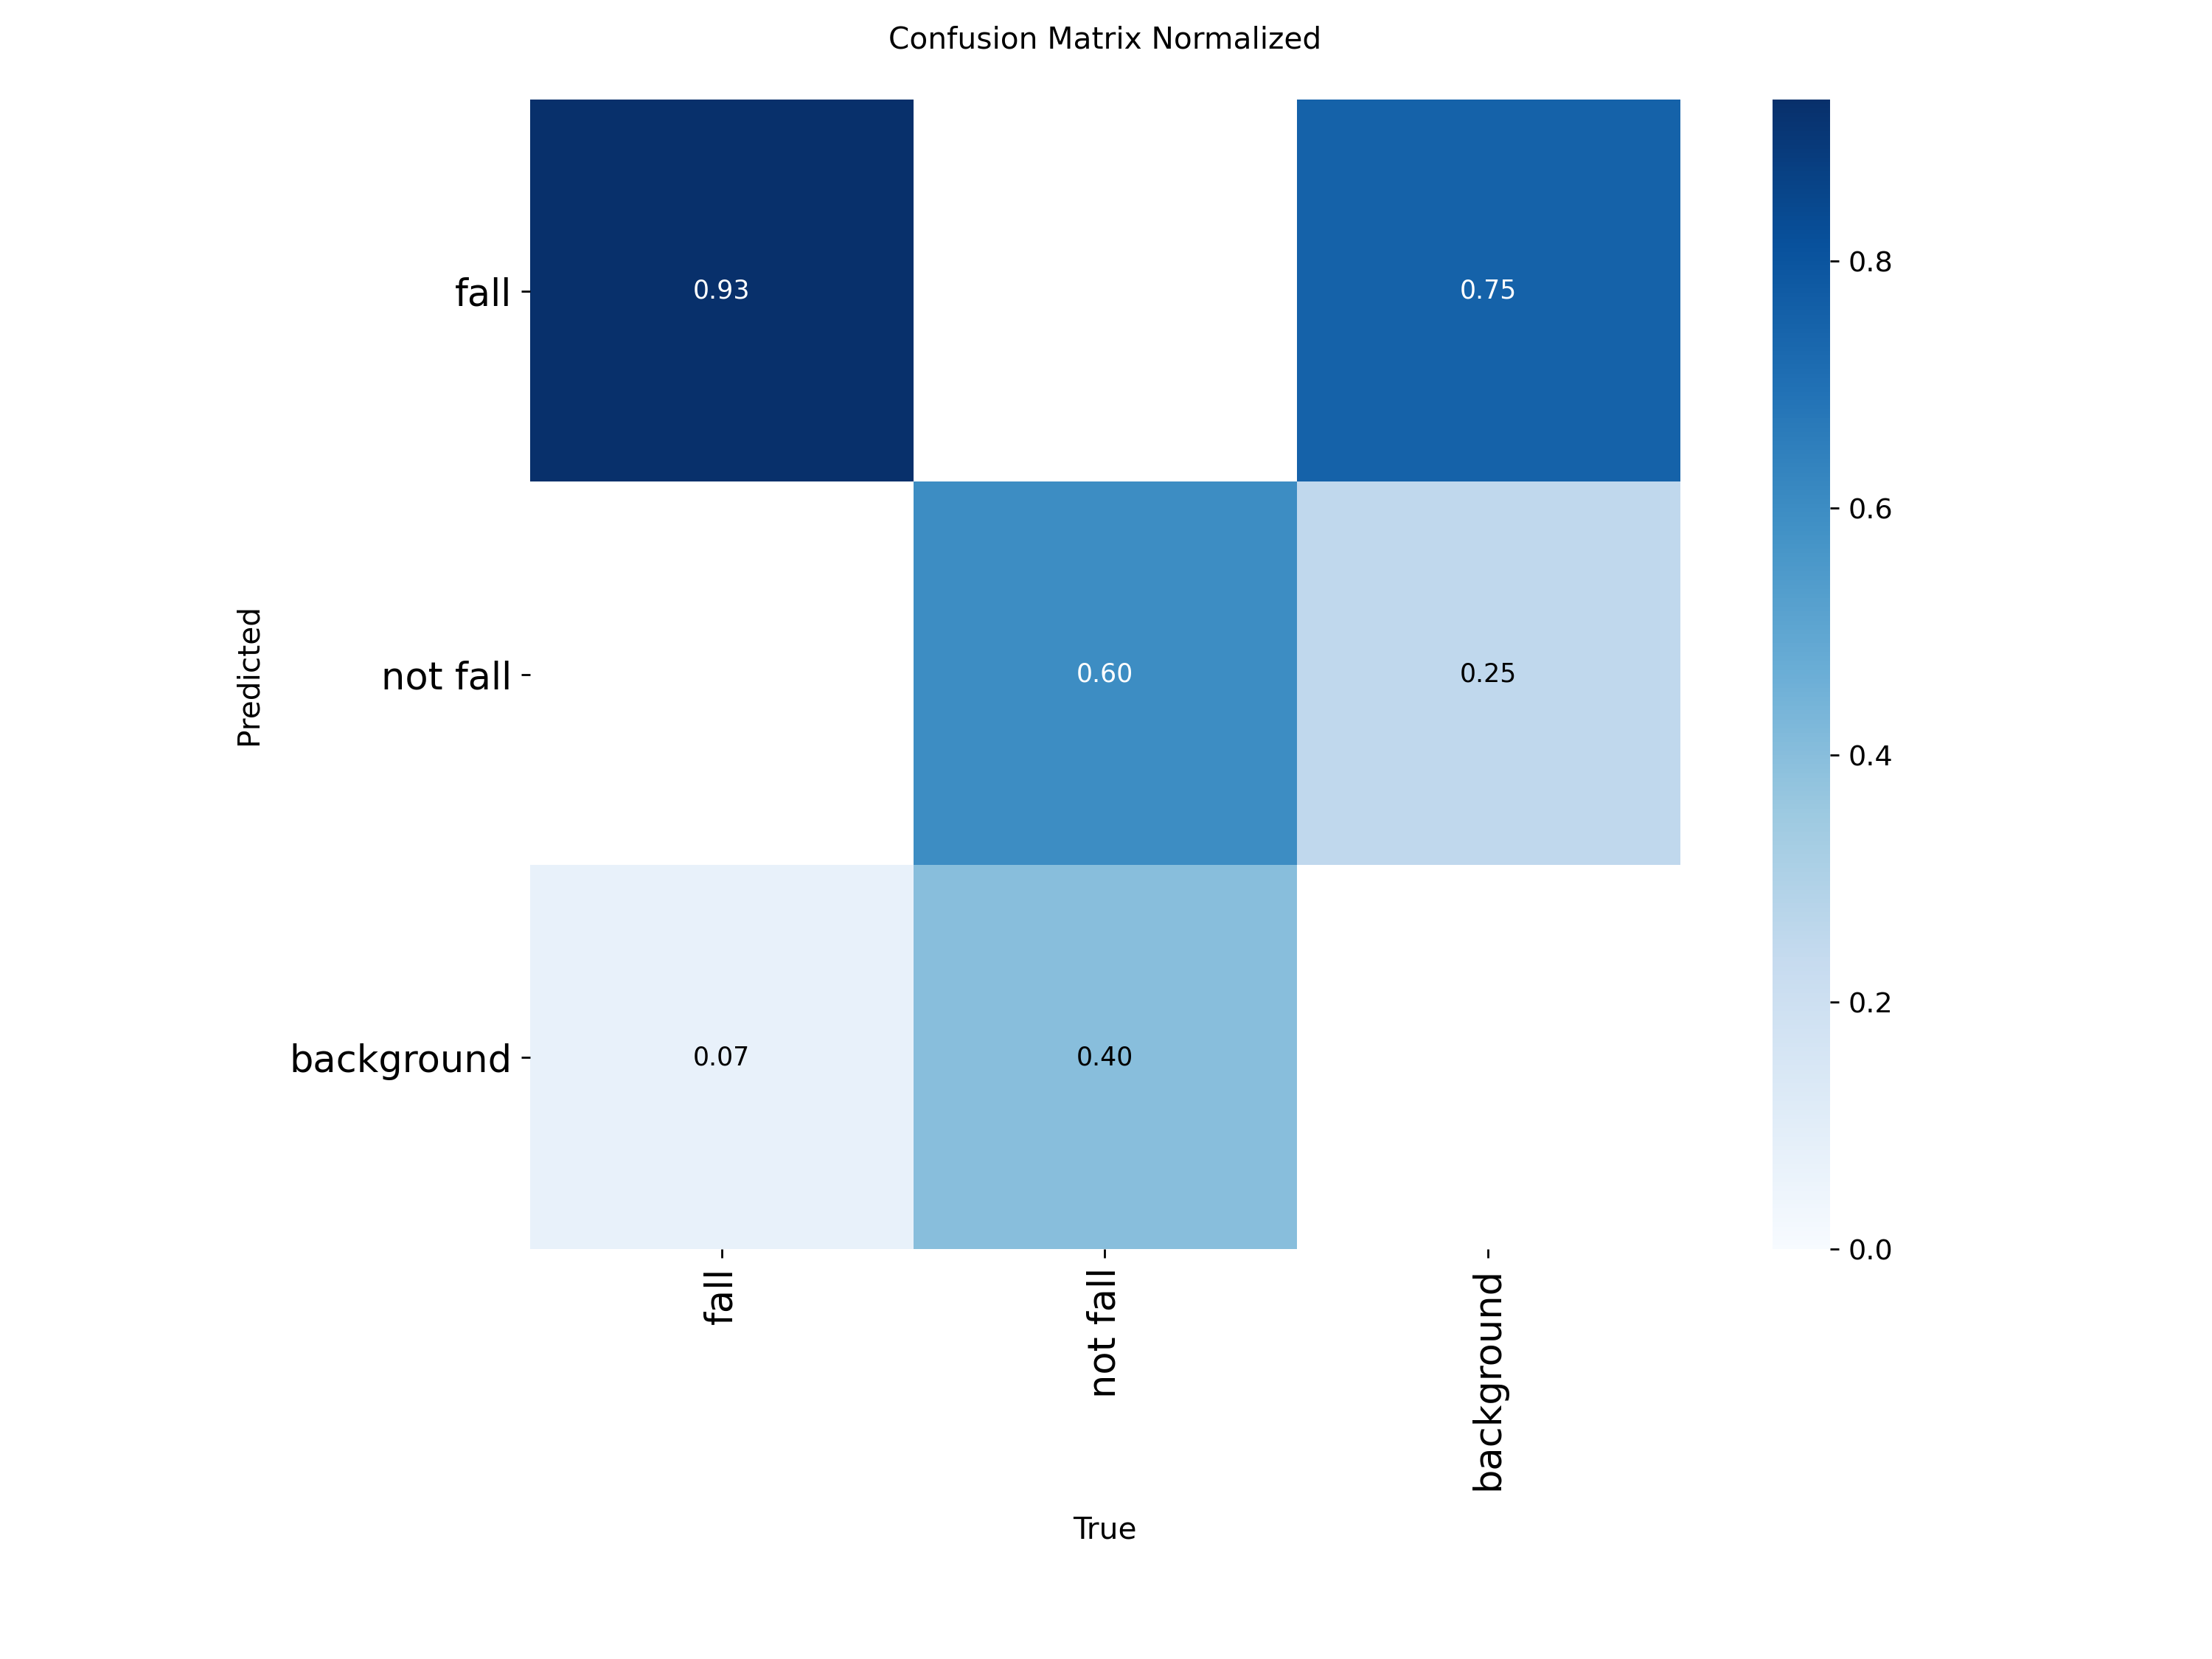 Confusion Matrix Normalized
fall
0.93
0.75
not fall
0.60
0.25
background
0.07
0.40
Predicted
fall
not fall
background
True
0.8
0.6
0.4
0.2
0.0